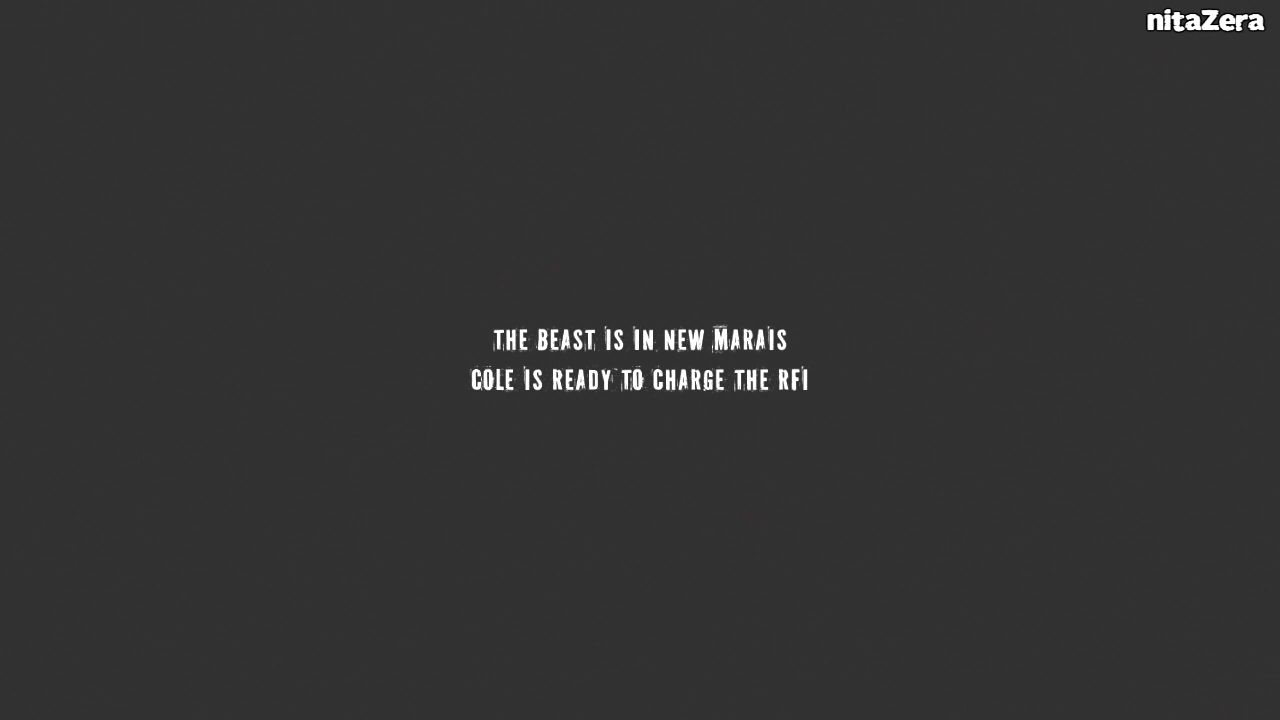 nitaZera
THE BEAST IS IN NEW MARAIS
COLE IS READY TO CHARGE THE RFI